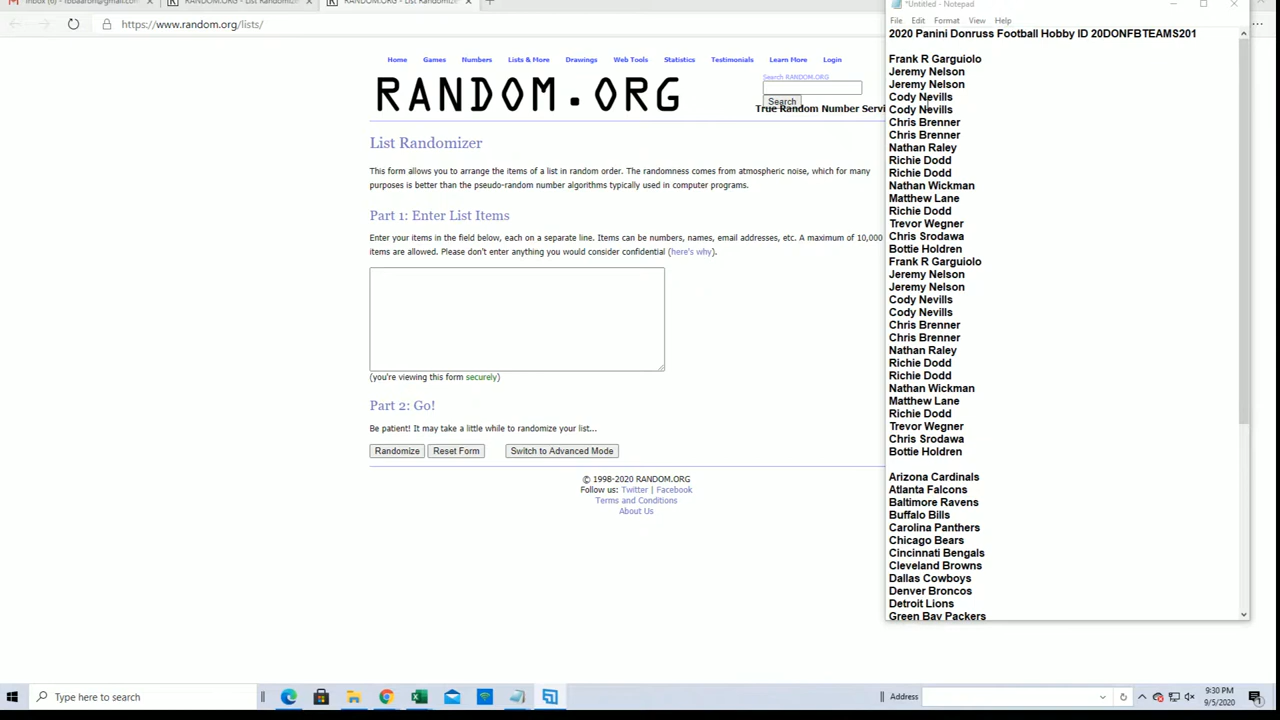 Inbox (6) - rbbaarom@gmail.com
RANDOM.ORG - List Randomizer
RANDOM.ORG - List Randomizer
*Untitled - Notepad
https://www.random.org/lists/
File Edit Format View Help
2020 Panini Donruss Football Hobby ID 20DONFBTEAMS201
Home Games Numbers Lists & More Drawings Web Tools Statistics Testimonials Learn More Login
RANDOM.ORG
Search RANDOM.ORG
Search
True Random Number Servi
List Randomizer
This form allows you to arrange the items of a list in random order. The randomness comes from atmospheric noise, which for many
purposes is better than the pseudo-random number algorithms typically used in computer programs.
Part 1: Enter List Items
Enter your items in the field below, each on a separate line. Items can be numbers, names, email addresses, etc. A maximum of 10,000
items are allowed. Please don't enter anything you would consider confidential (here's why).
(you're viewing this form securely)
Part 2: Go!
Be patient! It may take a little while to randomize your list...
Randomize Reset Form Switch to Advanced Mode
© 1998-2020 RANDOM.ORG
Follow us: Twitter | Facebook
Terms and Conditions
About Us
Frank R Garguiolo
Jeremy Nelson
Jeremy Nelson
Cody Nevills
Cody Nevills
Chris Brenner
Chris Brenner
Nathan Raley
Richie Dodd
Richie Dodd
Nathan Wickman
Matthew Lane
Richie Dodd
Trevor Wegner
Chris Srodawa
Bottie Holdren
Frank R Garguiolo
Jeremy Nelson
Jeremy Nelson
Cody Nevills
Cody Nevills
Chris Brenner
Chris Brenner
Nathan Raley
Richie Dodd
Richie Dodd
Nathan Wickman
Matthew Lane
Richie Dodd
Trevor Wegner
Chris Srodawa
Bottie Holdren
Arizona Cardinals
Atlanta Falcons
Baltimore Ravens
Buffalo Bills
Carolina Panthers
Chicago Bears
Cincinnati Bengals
Cleveland Browns
Dallas Cowboys
Denver Broncos
Detroit Lions
Green Bay Packers
Type here to search
Address
9:30 PM
9/5/2020